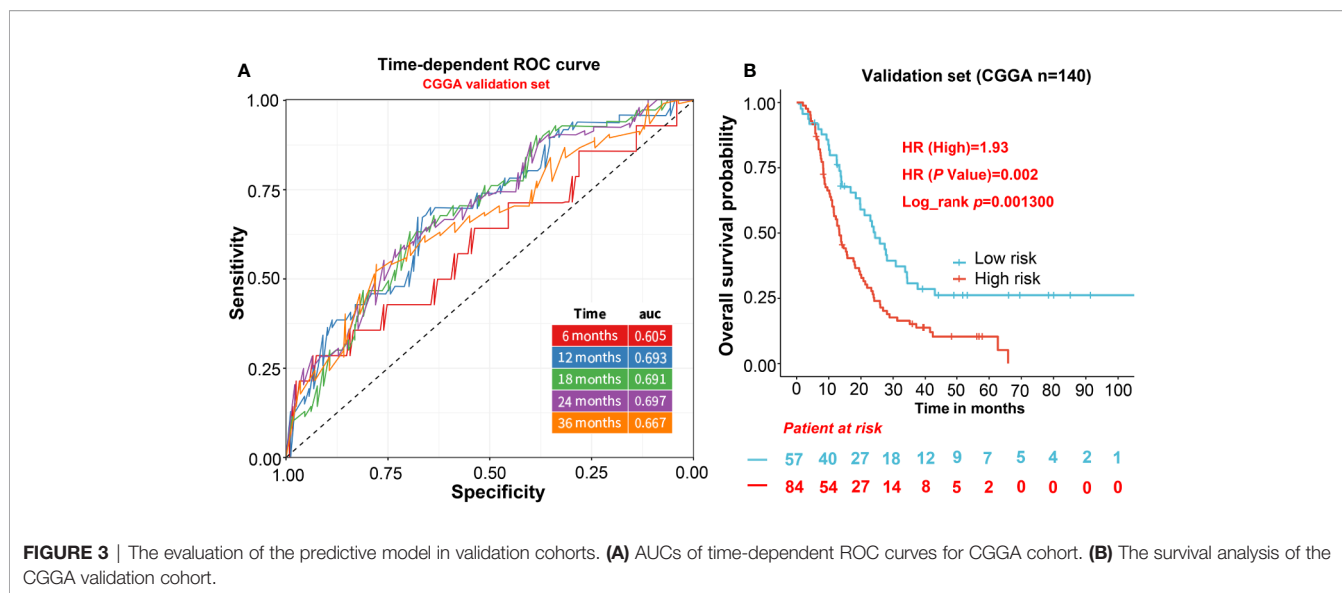 A
Time-dependent ROC curve
CGGA validation set
Sensitivity
1.00
0.75
0.50
0.25
0.00
Time auc
6 months 0.605
12 months 0.693
18 months 0.691
24 months 0.697
36 months 0.667
1.00 0.75 0.50 0.25 0.00
Specificity
B
Validation set (CGGA n=140)
Overall survival probability
1.00
0.75
0.50
0.25
0.00
HR (High)=1.93
HR (P Value)=0.002
Log_rank p=0.001300
Low risk
High risk
0 10 20 30 40 50 60 70 80 90 100
Time in months
Patient at risk
57 40 27 18 12 9 7 5 4 2 1
84 54 27 14 8 5 2 0 0 0 0
FIGURE 3 | The evaluation of the predictive model in validation cohorts. (A) AUCs of time-dependent ROC curves for CGGA cohort. (B) The survival analysis of the
CGGA validation cohort.